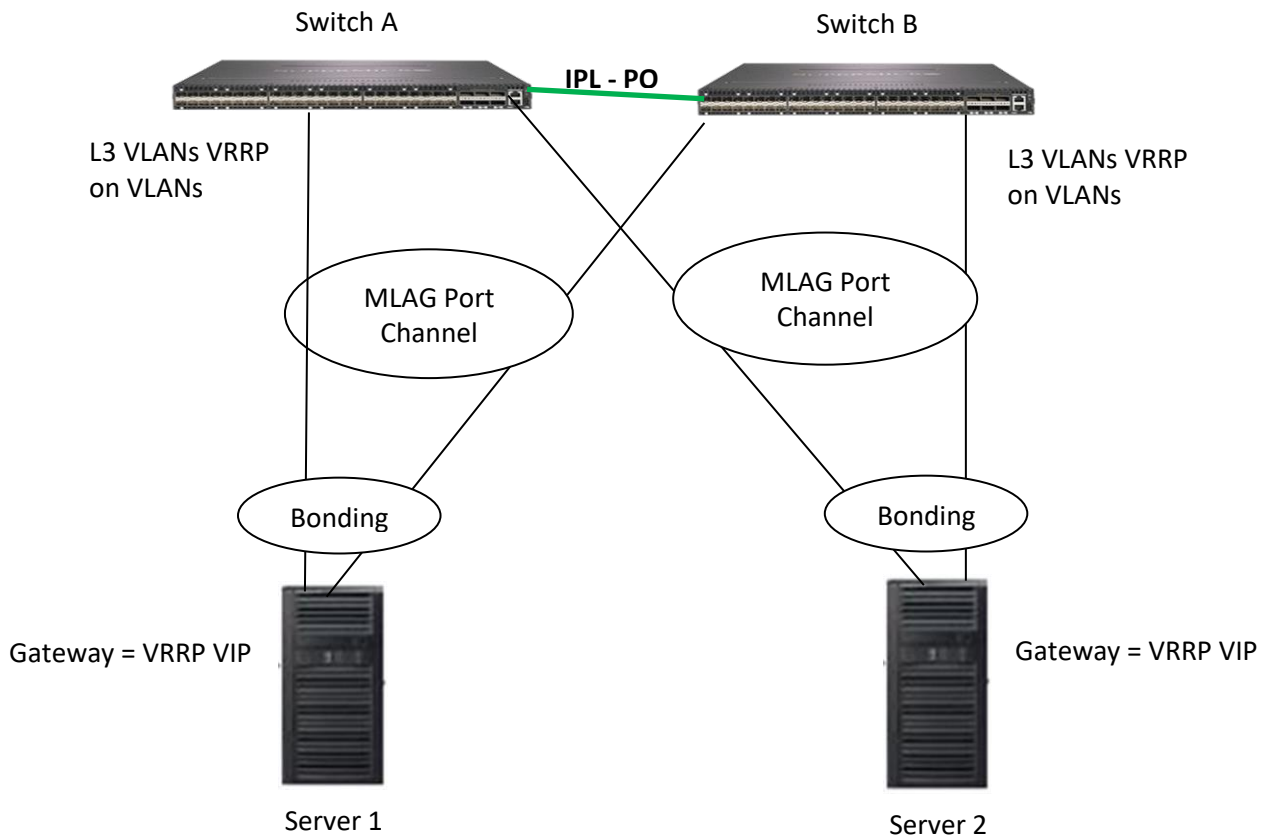 Switch A
Switch B
IPL - PO
L3 VLANs VRRP
on VLANs
L3 VLANs VRRP
on VLANs
MLAG Port
Channel
MLAG Port
Channel
Bonding
Bonding
Gateway = VRRP VIP
Gateway = VRRP VIP
Server 1
Server 2